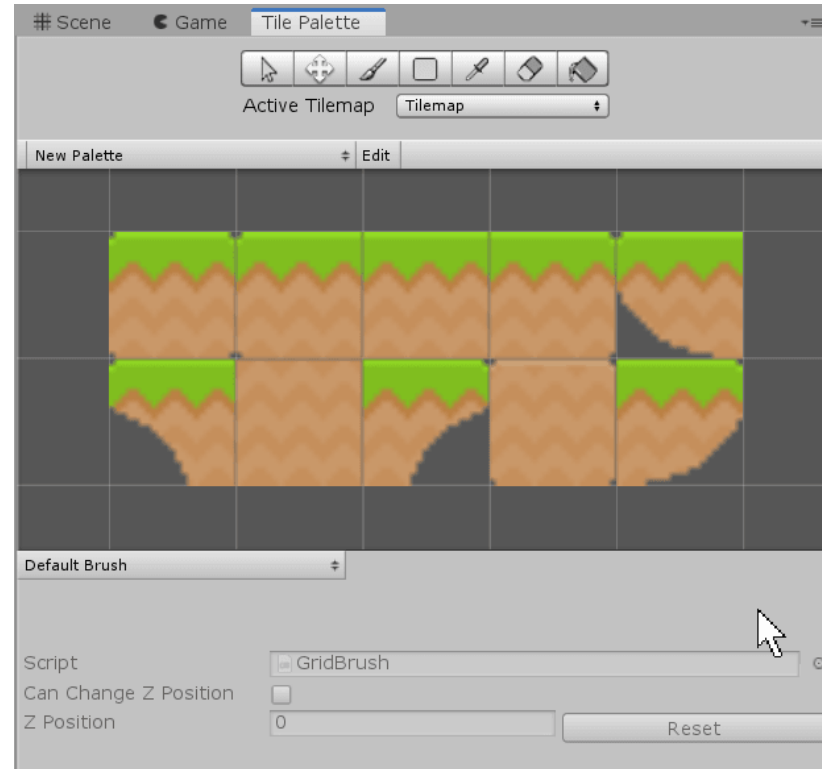 Scene Game Tile Palette
Active Tilemap Tilemap
New Palette Edit
Default Brush
Script GridBrush
Can Change Z Position
Z Position 0 Reset